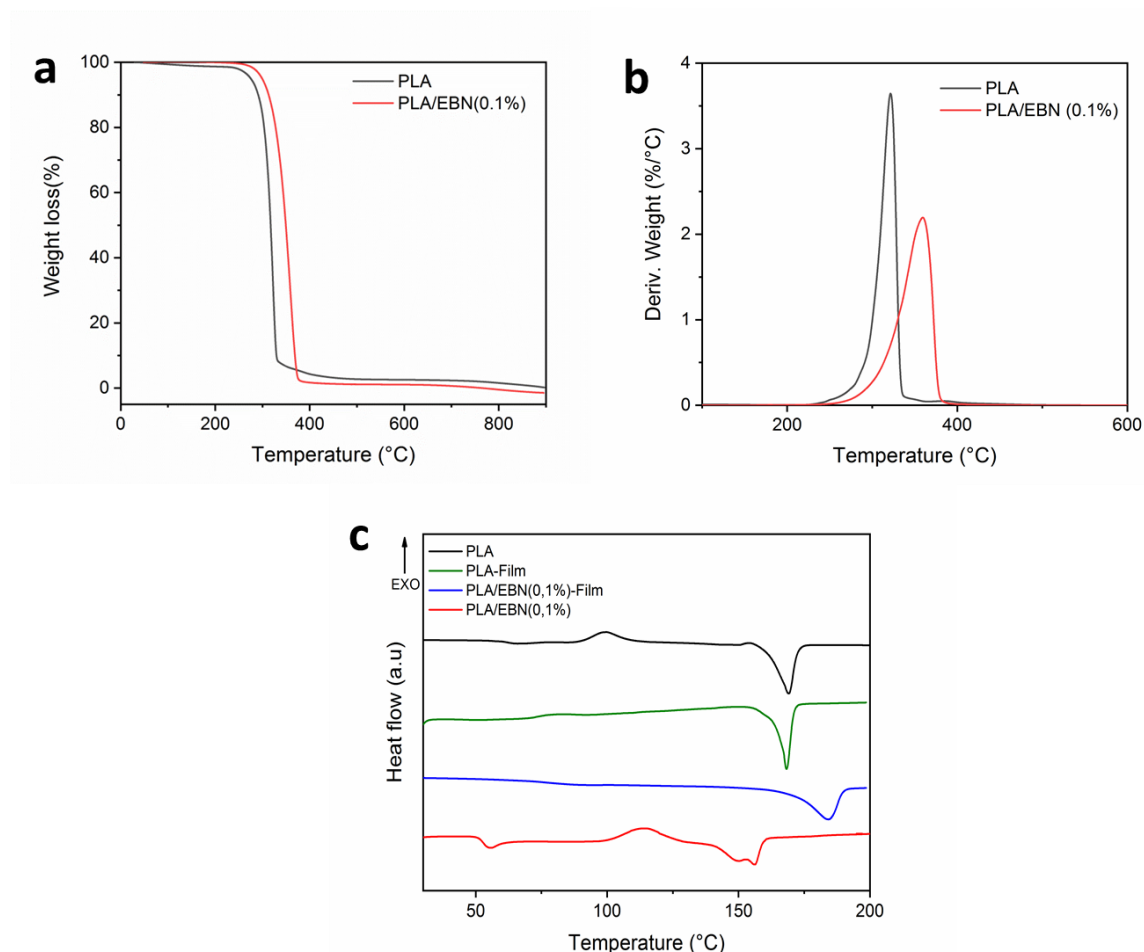 a
PLA
PLA/EBN(0.1%)
Weight loss(%)
100
80
60
40
20
0
0 200 400 600 800
Temperature (°C)
b
PLA
PLA/EBN (0.1%)
Deriv. Weight (%/°C)
4
3
2
1
0
200 400 600
Temperature (°C)
c
EXO
PLA
PLA-Film
PLA/EBN(0,1%)-Film
PLA/EBN(0,1%)
Heat flow (a.u)
50 100 150 200
Temperature (°C)